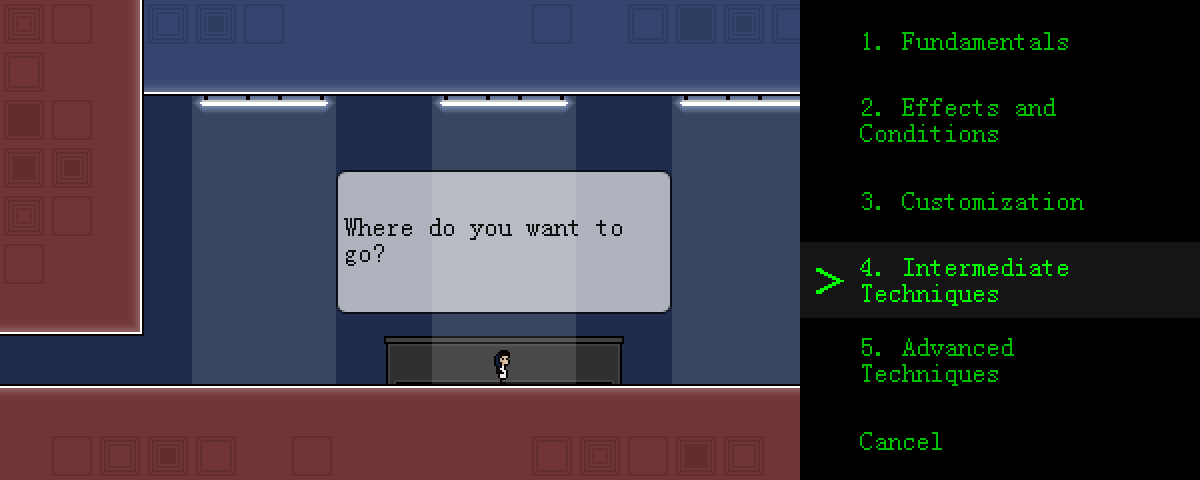 Where do you want to
go?
1. Fundamentals
2. Effects and
Conditions
3. Customization
> 4. Intermediate
Techniques
5. Advanced
Techniques
Cancel